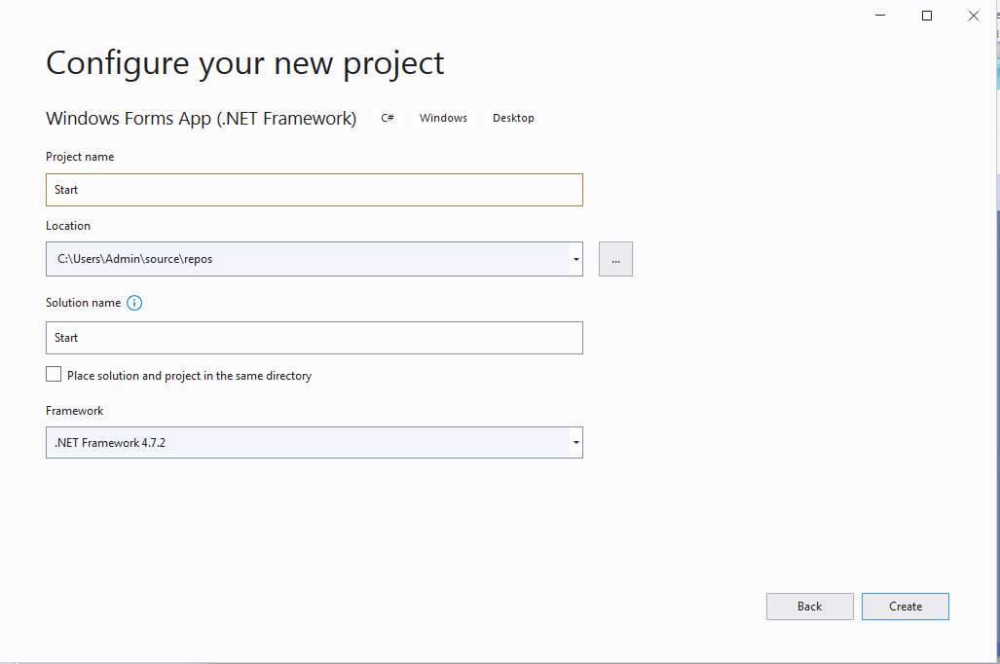 Configure your new project
Windows Forms App (.NET Framework) C# Windows Desktop
Project name
Start
Location
C:\Users\Admin\source\repos
...
Solution name
Start
Place solution and project in the same directory
Framework
.NET Framework 4.7.2
Back Create